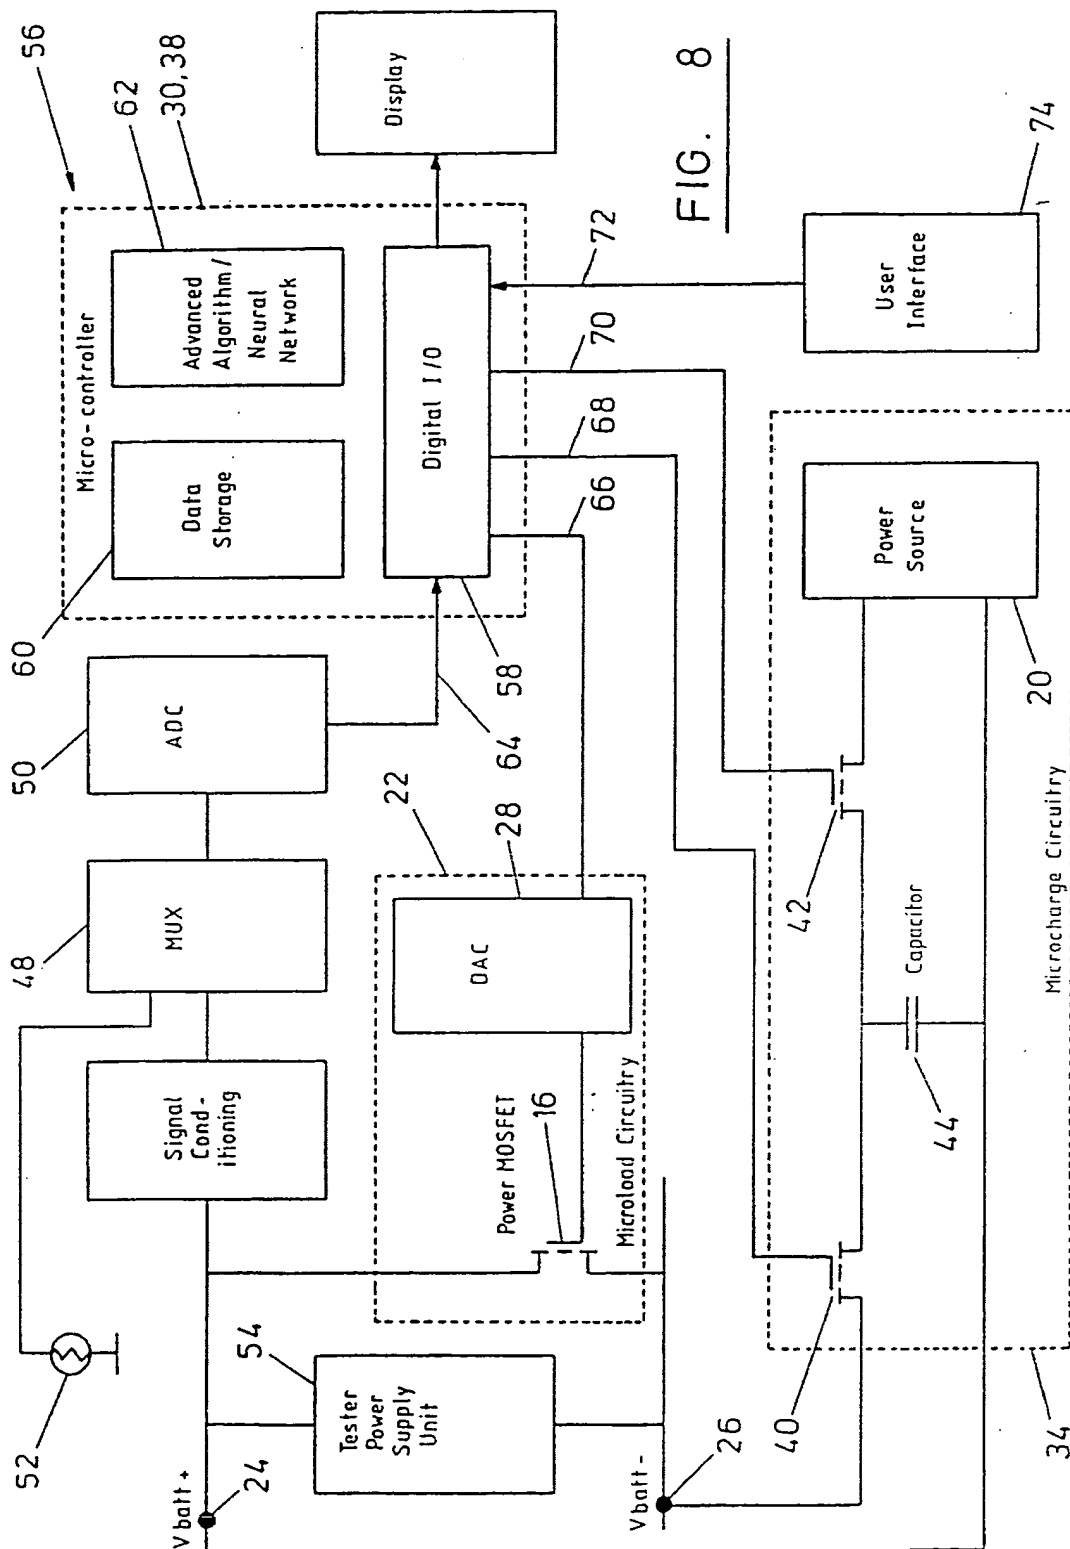 56
62
30,38
Micro-controller
Advanced
Algorithm/
Neural
Network
Data
Storage
60
Digital I/O
Display
FIG. 8
50
ADC
64
58
66
68
70
72
74
User
Interface
48
MUX
Signal
Cond-
itioning
52
22
28
DAC
Power MOSFET
16
Microload Circuitry
54
Tester
Power
Supply
Unit
Vbatt+
24
Vbatt-
26
40
42
Capacitor
44
Power
Source
20
Microcharge Circuitry
34